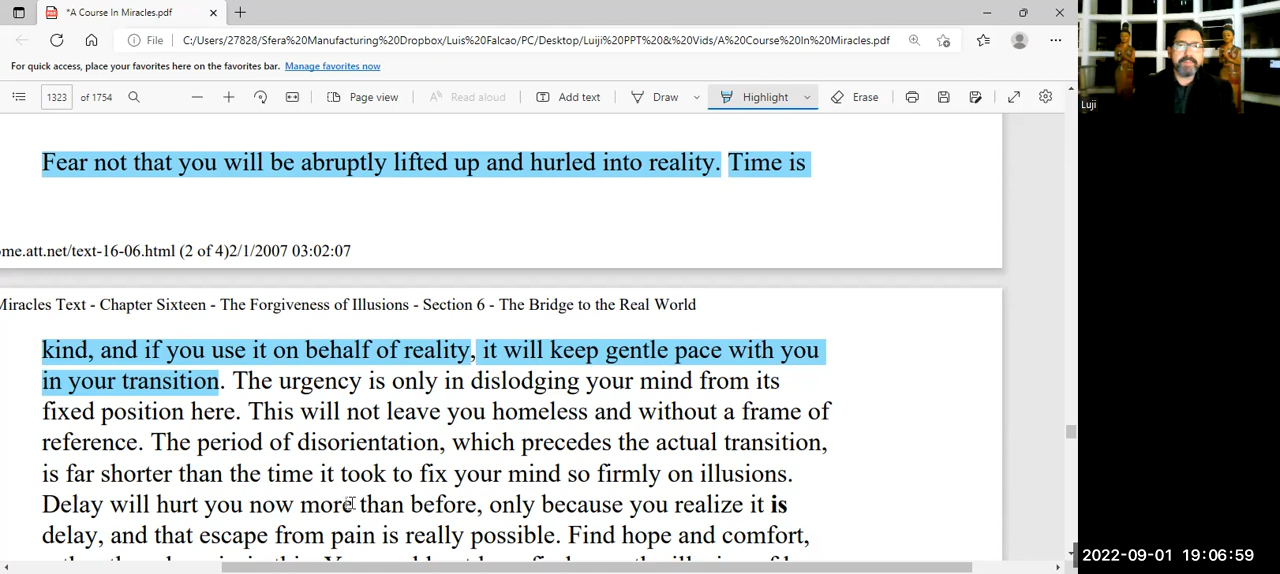 *A Course In Miracles.pdf
File C:/Users/27828/Sfera%20Manufacturing%20Dropbox/Luis%20Falcao/PC/Desktop/Luiji%20PPT%20&%20Vids/A%20Course%20In%20Miracles.pdf
For quick access, place your favorites here on the favorites bar. Manage favorites now
1323 of 1754 Page view Read aloud Add text Draw Highlight Erase
Luji
Fear not that you will be abruptly lifted up and hurled into reality. Time is
ome.att.net/text-16-06.html (2 of 4)2/1/2007 03:02:07
Miracles Text - Chapter Sixteen - The Forgiveness of Illusions - Section 6 - The Bridge to the Real World
kind, and if you use it on behalf of reality, it will keep gentle pace with you
in your transition. The urgency is only in dislodging your mind from its
fixed position here. This will not leave you homeless and without a frame of
reference. The period of disorientation, which precedes the actual transition,
is far shorter than the time it took to fix your mind so firmly on illusions.
Delay will hurt you now more than before, only because you realize it is
delay, and that escape from pain is really possible. Find hope and comfort,
2022-09-01 19:06:59